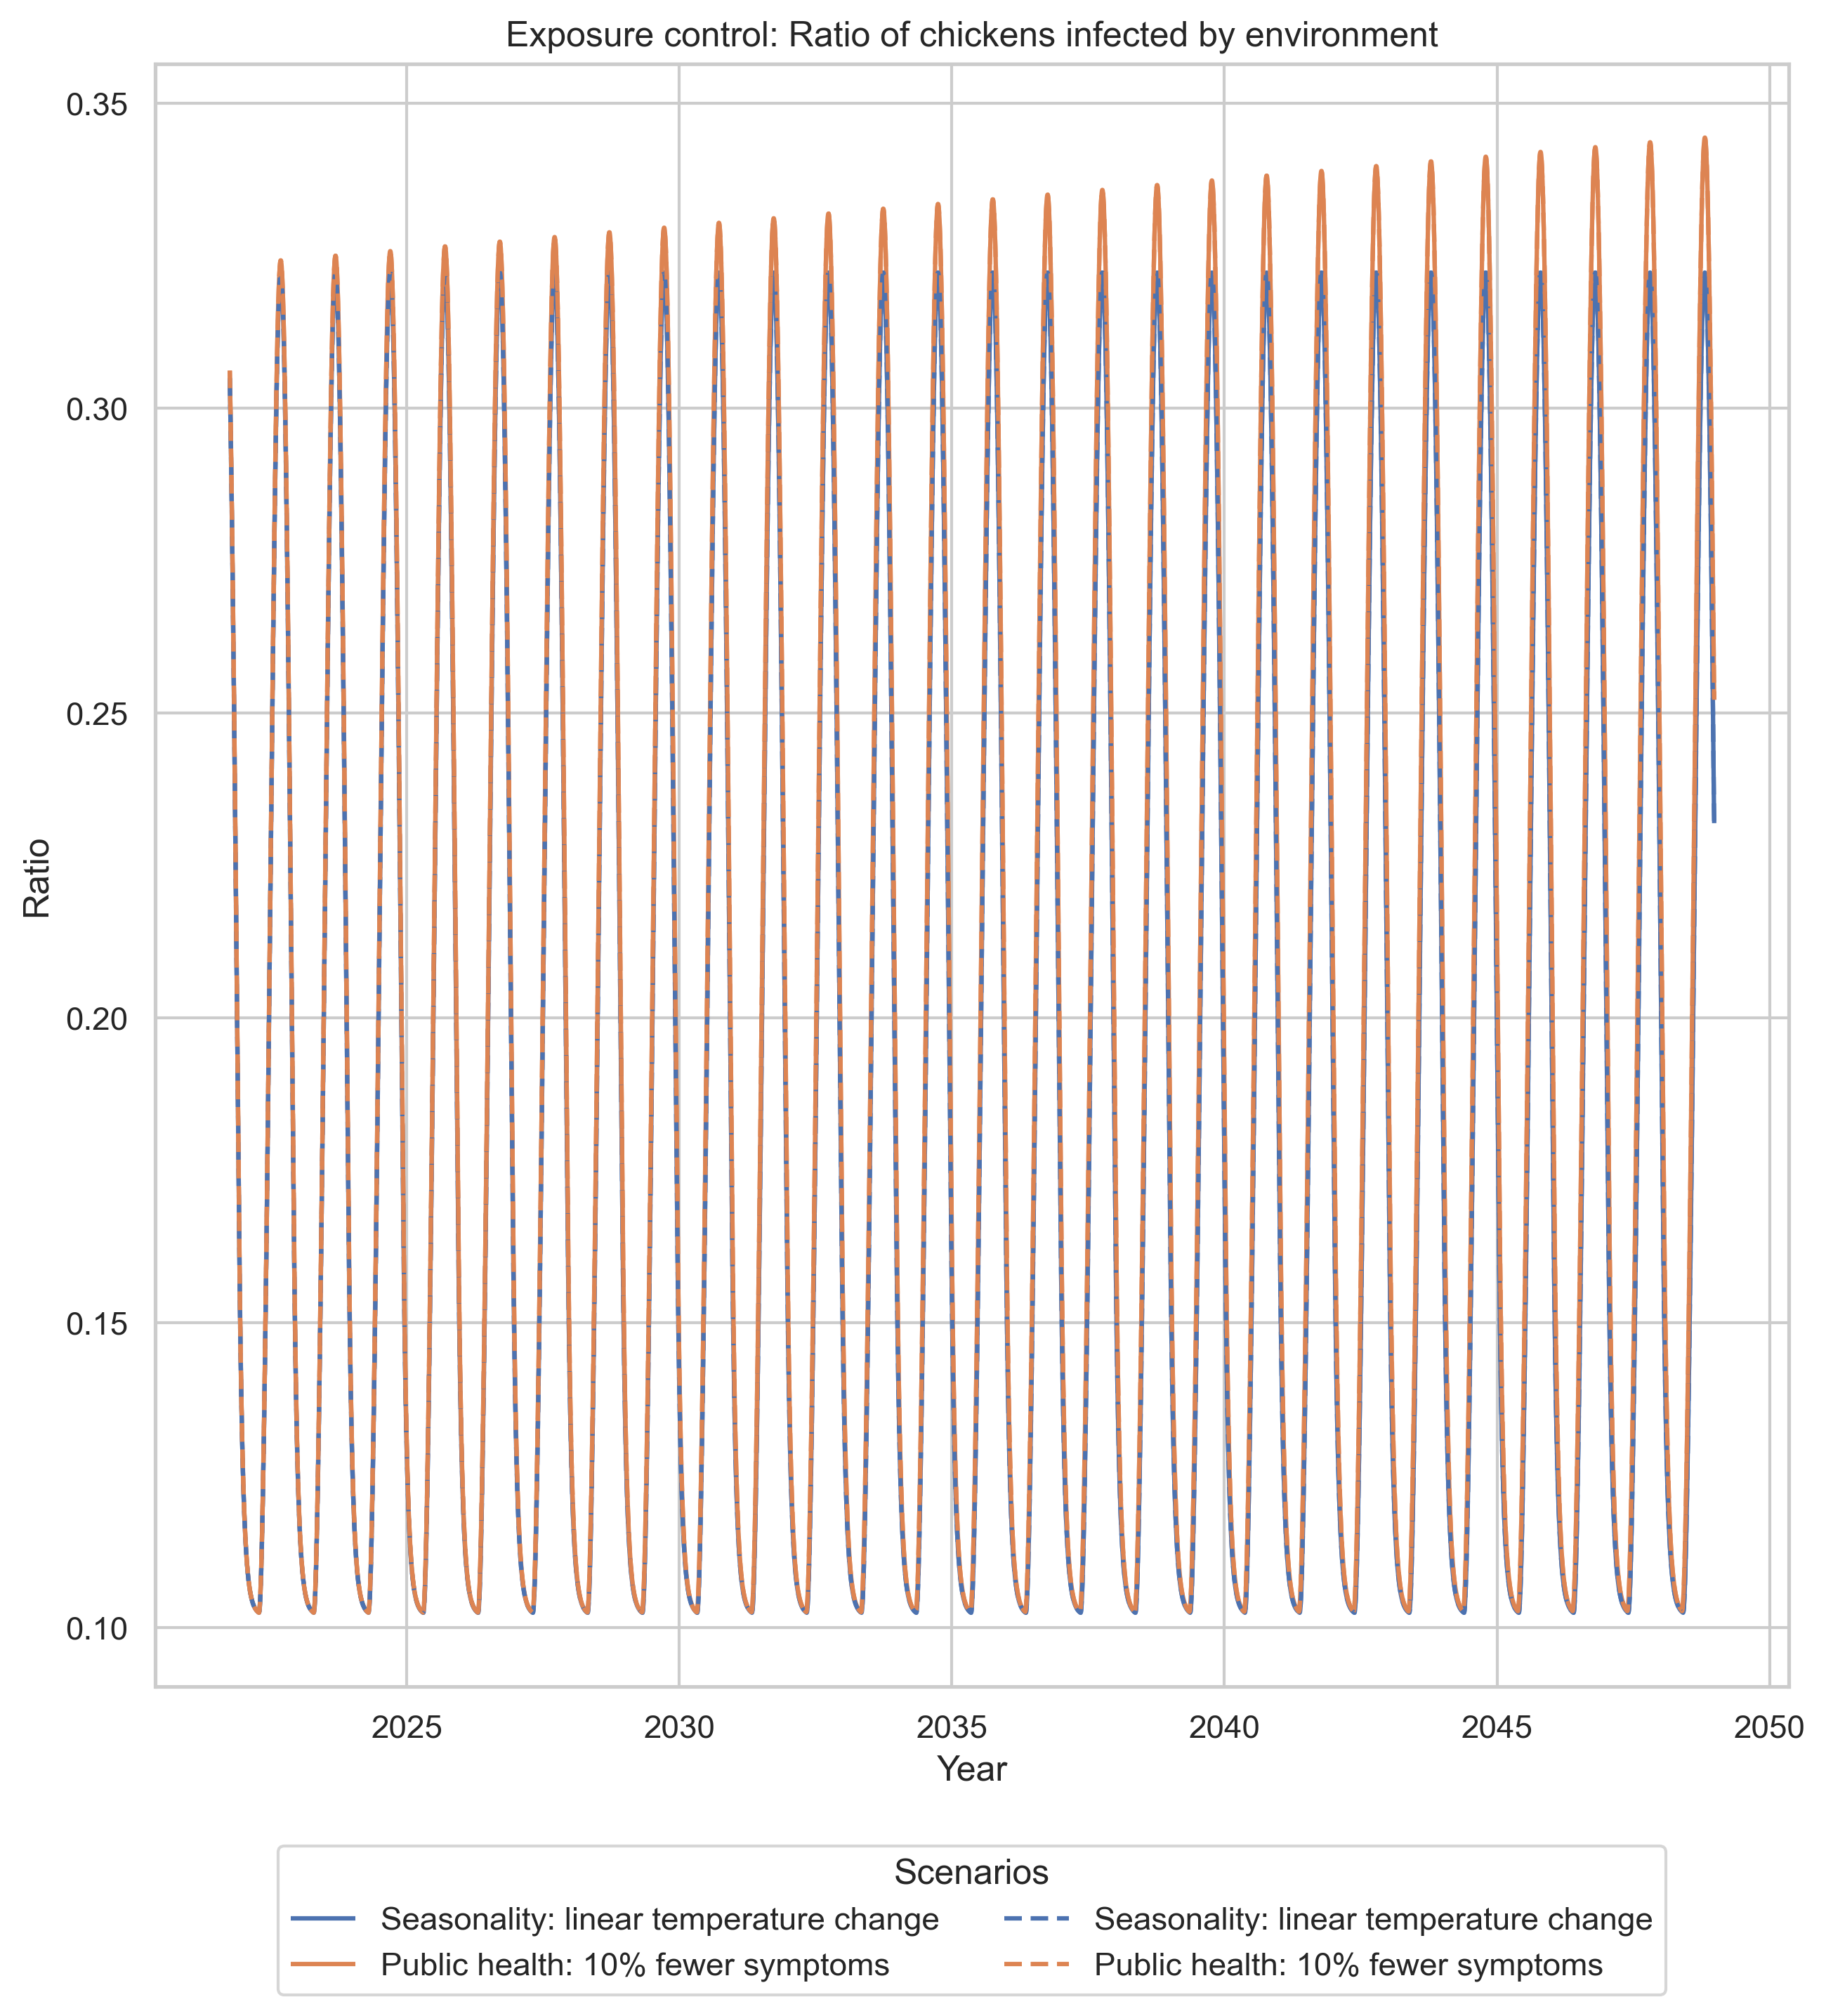 Exposure control: Ratio of chickens infected by environment
0.35
0.30
0.25
0.20
0.15
0.10
Ratio
2025 2030 2035 2040 2045 2050
Year
Scenarios
Seasonality: linear temperature change Seasonality: linear temperature change
Public health: 10% fewer symptoms Public health: 10% fewer symptoms